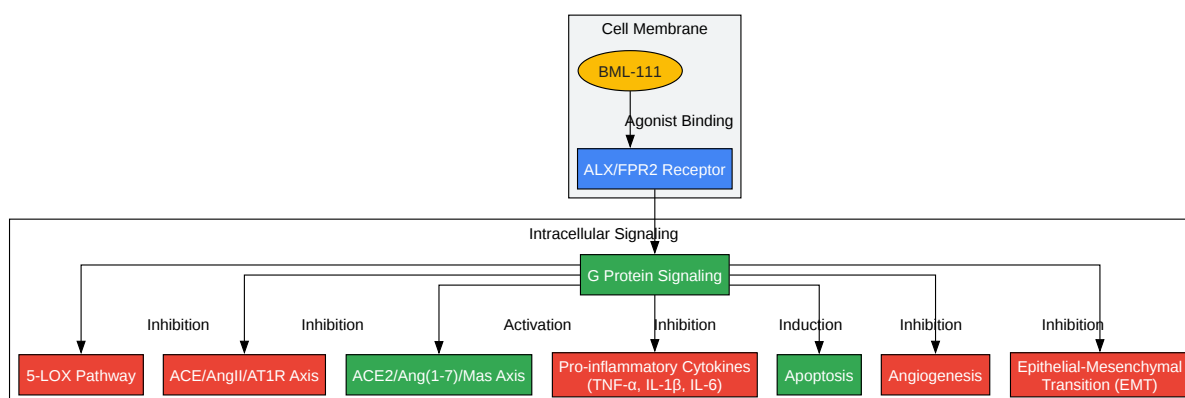 Cell Membrane
BML-111
Agonist Binding
ALX/FPR2 Receptor
Intracellular Signaling
G Protein Signaling
Inhibition
Inhibition
Activation
Inhibition
Induction
Inhibition
Inhibition
5-LOX Pathway
ACE/AngII/AT1R Axis
ACE2/Ang(1-7)/Mas Axis
Pro-inflammatory Cytokines
(TNF-α, IL-1β, IL-6)
Apoptosis
Angiogenesis
Epithelial-Mesenchymal
Transition (EMT)